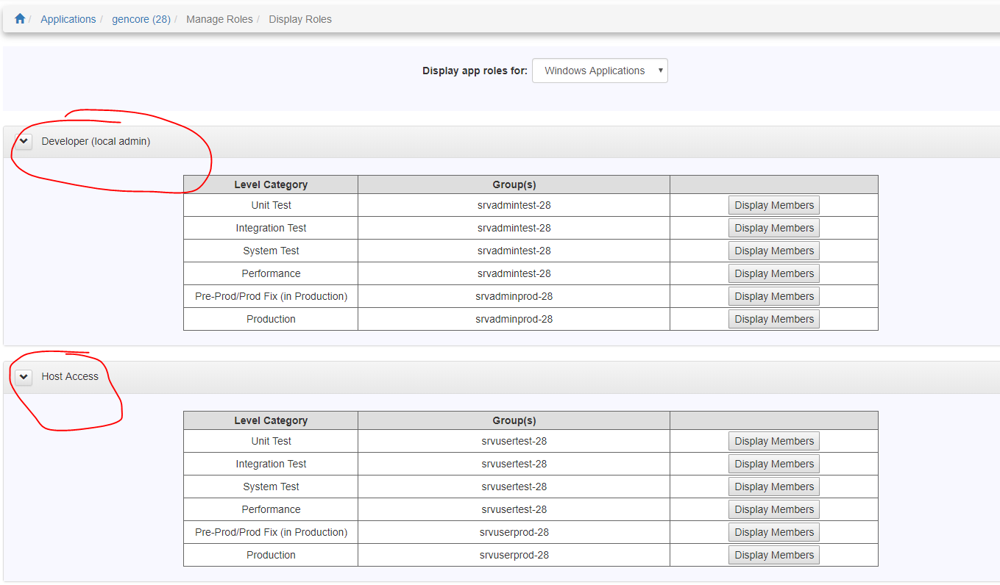 / Applications / gencore (28) / Manage Roles / Display Roles
Display app roles for: Windows Applications
Developer (local admin)
Level Category Group(s)
Unit Test srvadmintest-28 Display Members
Integration Test srvadmintest-28 Display Members
System Test srvadmintest-28 Display Members
Performance srvadmintest-28 Display Members
Pre-Prod/Prod Fix (in Production) srvadminprod-28 Display Members
Production srvadminprod-28 Display Members
Host Access
Level Category Group(s)
Unit Test srvusertest-28 Display Members
Integration Test srvusertest-28 Display Members
System Test srvusertest-28 Display Members
Performance srvusertest-28 Display Members
Pre-Prod/Prod Fix (in Production) srvuserprod-28 Display Members
Production srvuserprod-28 Display Members